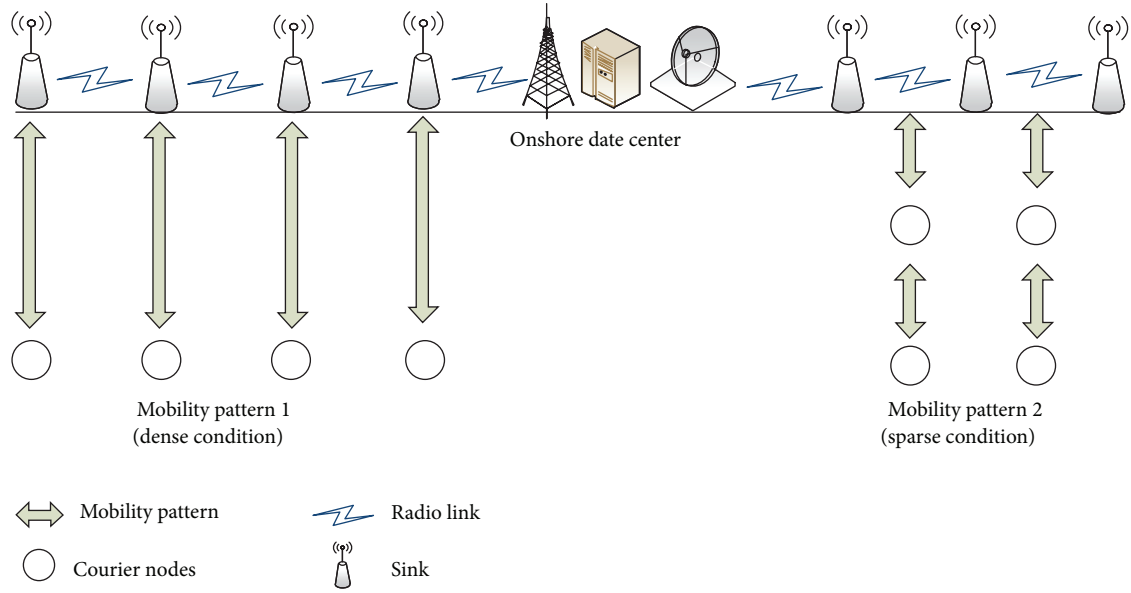 Onshore date center
Mobility pattern 1
(dense condition)
Mobility pattern 2
(sparse condition)
Mobility pattern
Radio link
Courier nodes
Sink